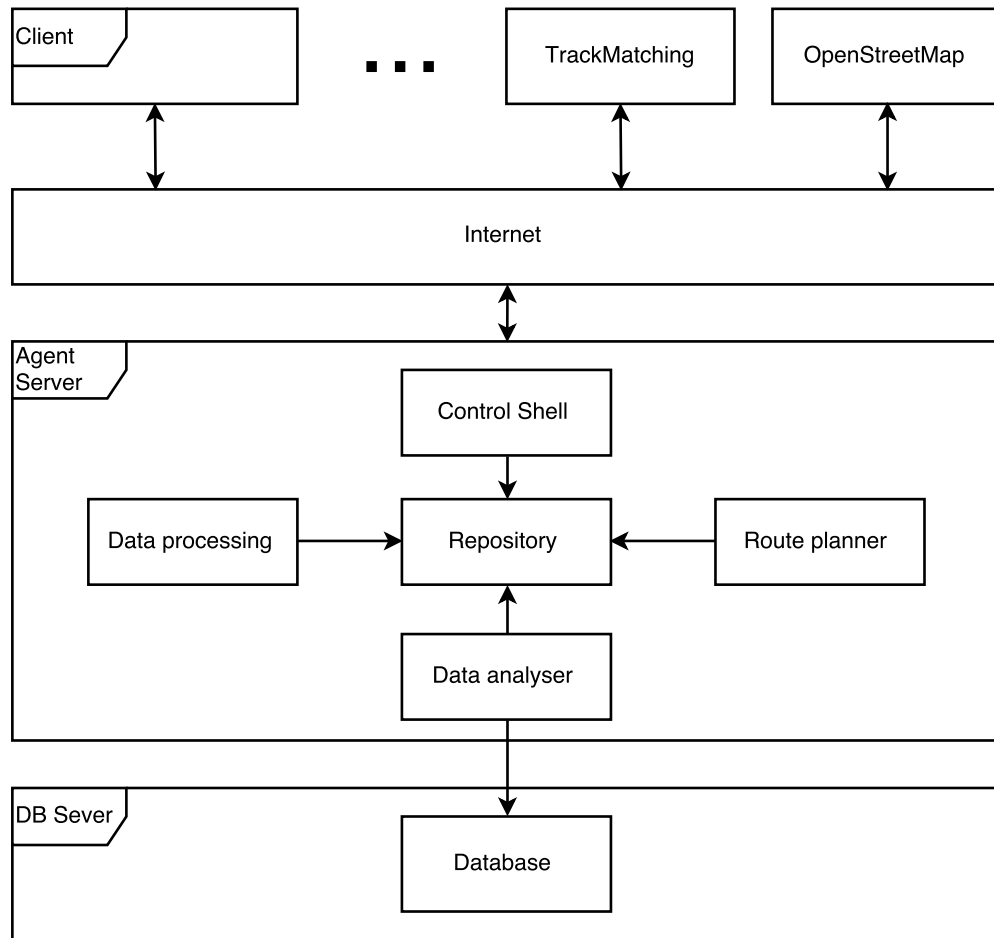 Client
TrackMatching
OpenStreetMap
Internet
Agent
Server
Control Shell
Data processing
Repository
Route planner
Data analyser
DB Sever
Database